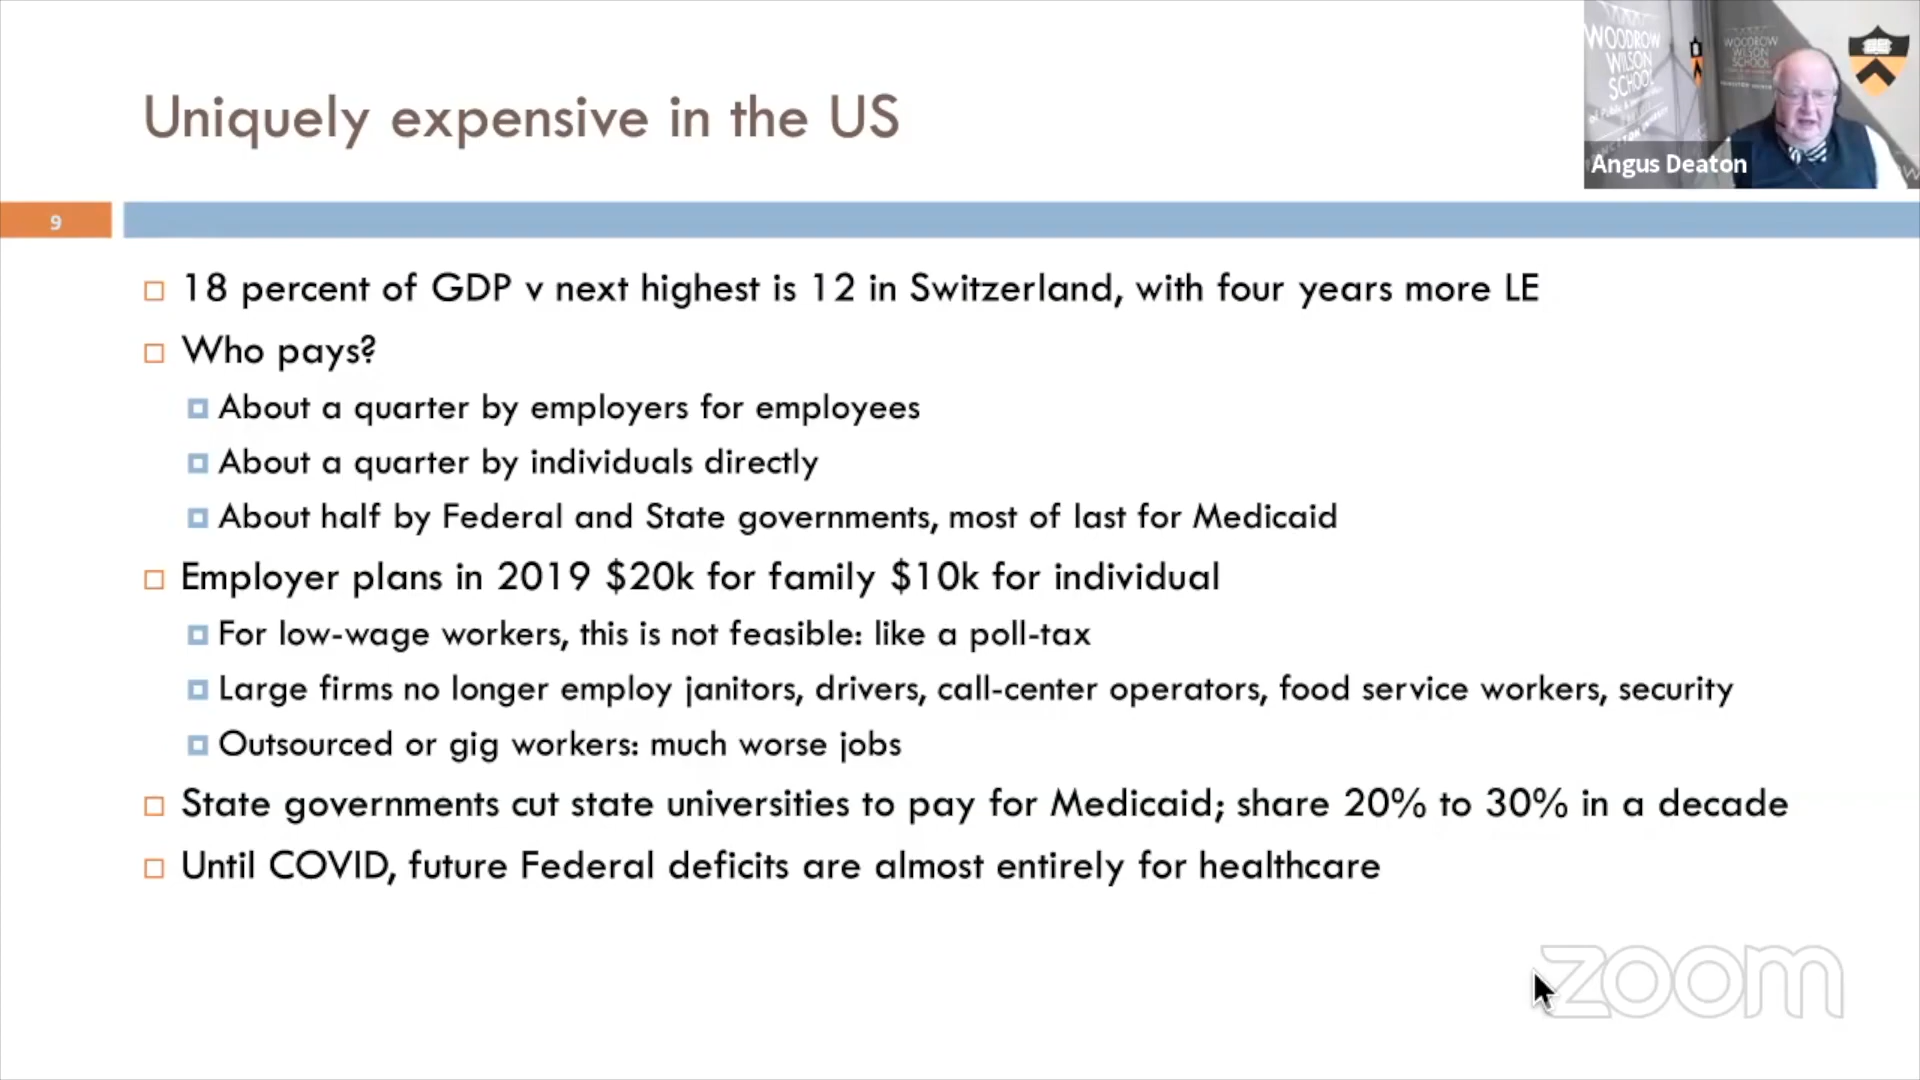 Uniquely expensive in the US
WOODROW
WILSON
SCHOOL
WOODROW
WILSON
SCHOOL
Angus Deaton
9
18 percent of GDP v next highest is 12 in Switzerland, with four years more LE
Who pays?
About a quarter by employers for employees
About a quarter by individuals directly
About half by Federal and State governments, most of last for Medicaid
Employer plans in 2019 $20k for family $10k for individual
For low-wage workers, this is not feasible: like a poll-tax
Large firms no longer employ janitors, drivers, call-center operators, food service workers, security
Outsourced or gig workers: much worse jobs
State governments cut state universities to pay for Medicaid; share 20% to 30% in a decade
Until COVID, future Federal deficits are almost entirely for healthcare
zoom